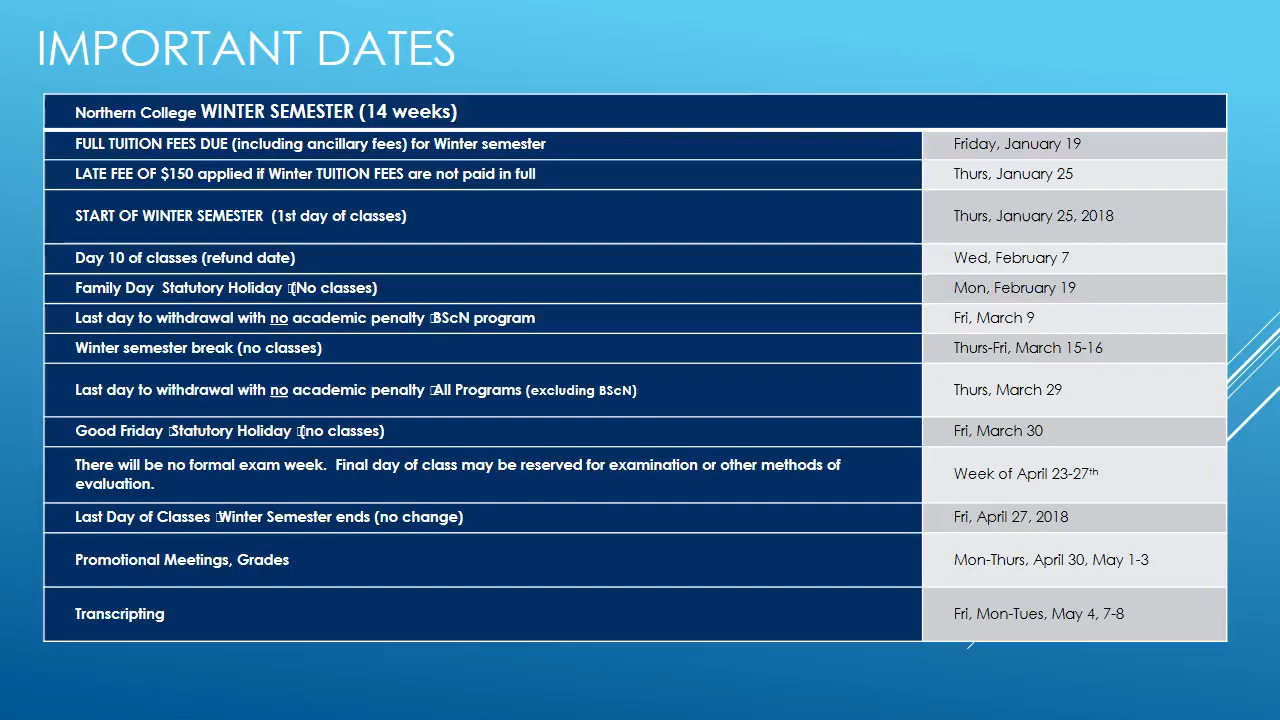 IMPORTANT DATES
Northern College WINTER SEMESTER (14 weeks)
FULL TUITION FEES DUE (including ancillary fees) for Winter semester Friday, January 19
LATE FEE OF $150 applied if Winter TUITION FEES are not paid in full Thurs, January 25
START OF WINTER SEMESTER (1st day of classes) Thurs, January 25, 2018
Day 10 of classes (refund date) Wed, February 7
Family Day Statutory Holiday (No classes) Mon, February 19
Last day to withdrawal with no academic penalty BScN program Fri, March 9
Winter semester break (no classes) Thurs-Fri, March 15-16
Last day to withdrawal with no academic penalty All Programs (excluding BScN) Thurs, March 29
Good Friday Statutory Holiday (no classes) Fri, March 30
There will be no formal exam week. Final day of class may be reserved for examination or other methods of
evaluation. Week of April 23-27th
Last Day of Classes Winter Semester ends (no change) Fri, April 27, 2018
Promotional Meetings, Grades Mon-Thurs, April 30, May 1-3
Transcripting Fri, Mon-Tues, May 4, 7-8